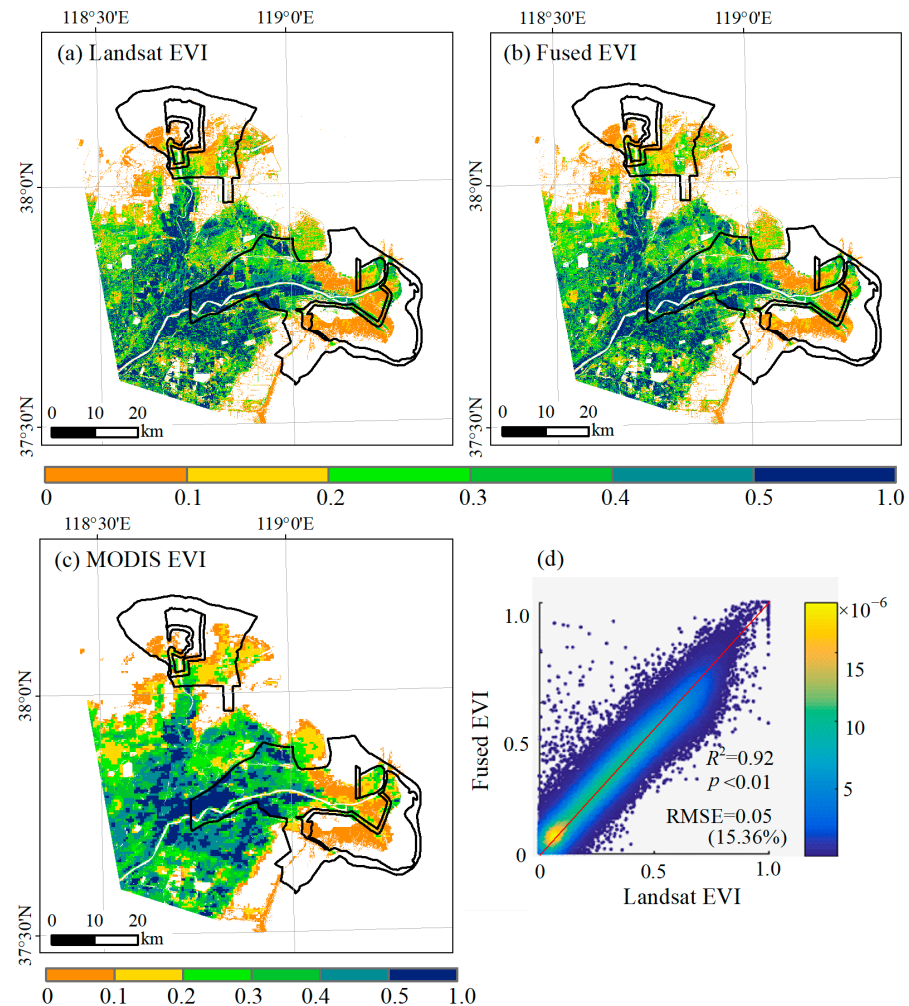 118°30'E 119°0'E 119°0'E
(a) Landsat EVI
(b) Fused EVI
38°0'N
38°0'N
37°30'N
37°30'N
0 10 20
km
0 10 20
km
0 0.1 0.2 0.3 0.4 0.5 1.0
118°30'E 119°0'E
(c) MODIS EVI
38°0'N
37°30'N
0 10 20
km
0 0.1 0.2 0.3 0.4 0.5 1.0
(d)
1.0
0.5
0
Fused EVI
R²=0.92
p <0.01
RMSE=0.05
(15.36%)
0 0.5 1.0
Landsat EVI
×10⁻⁶
15
10
5